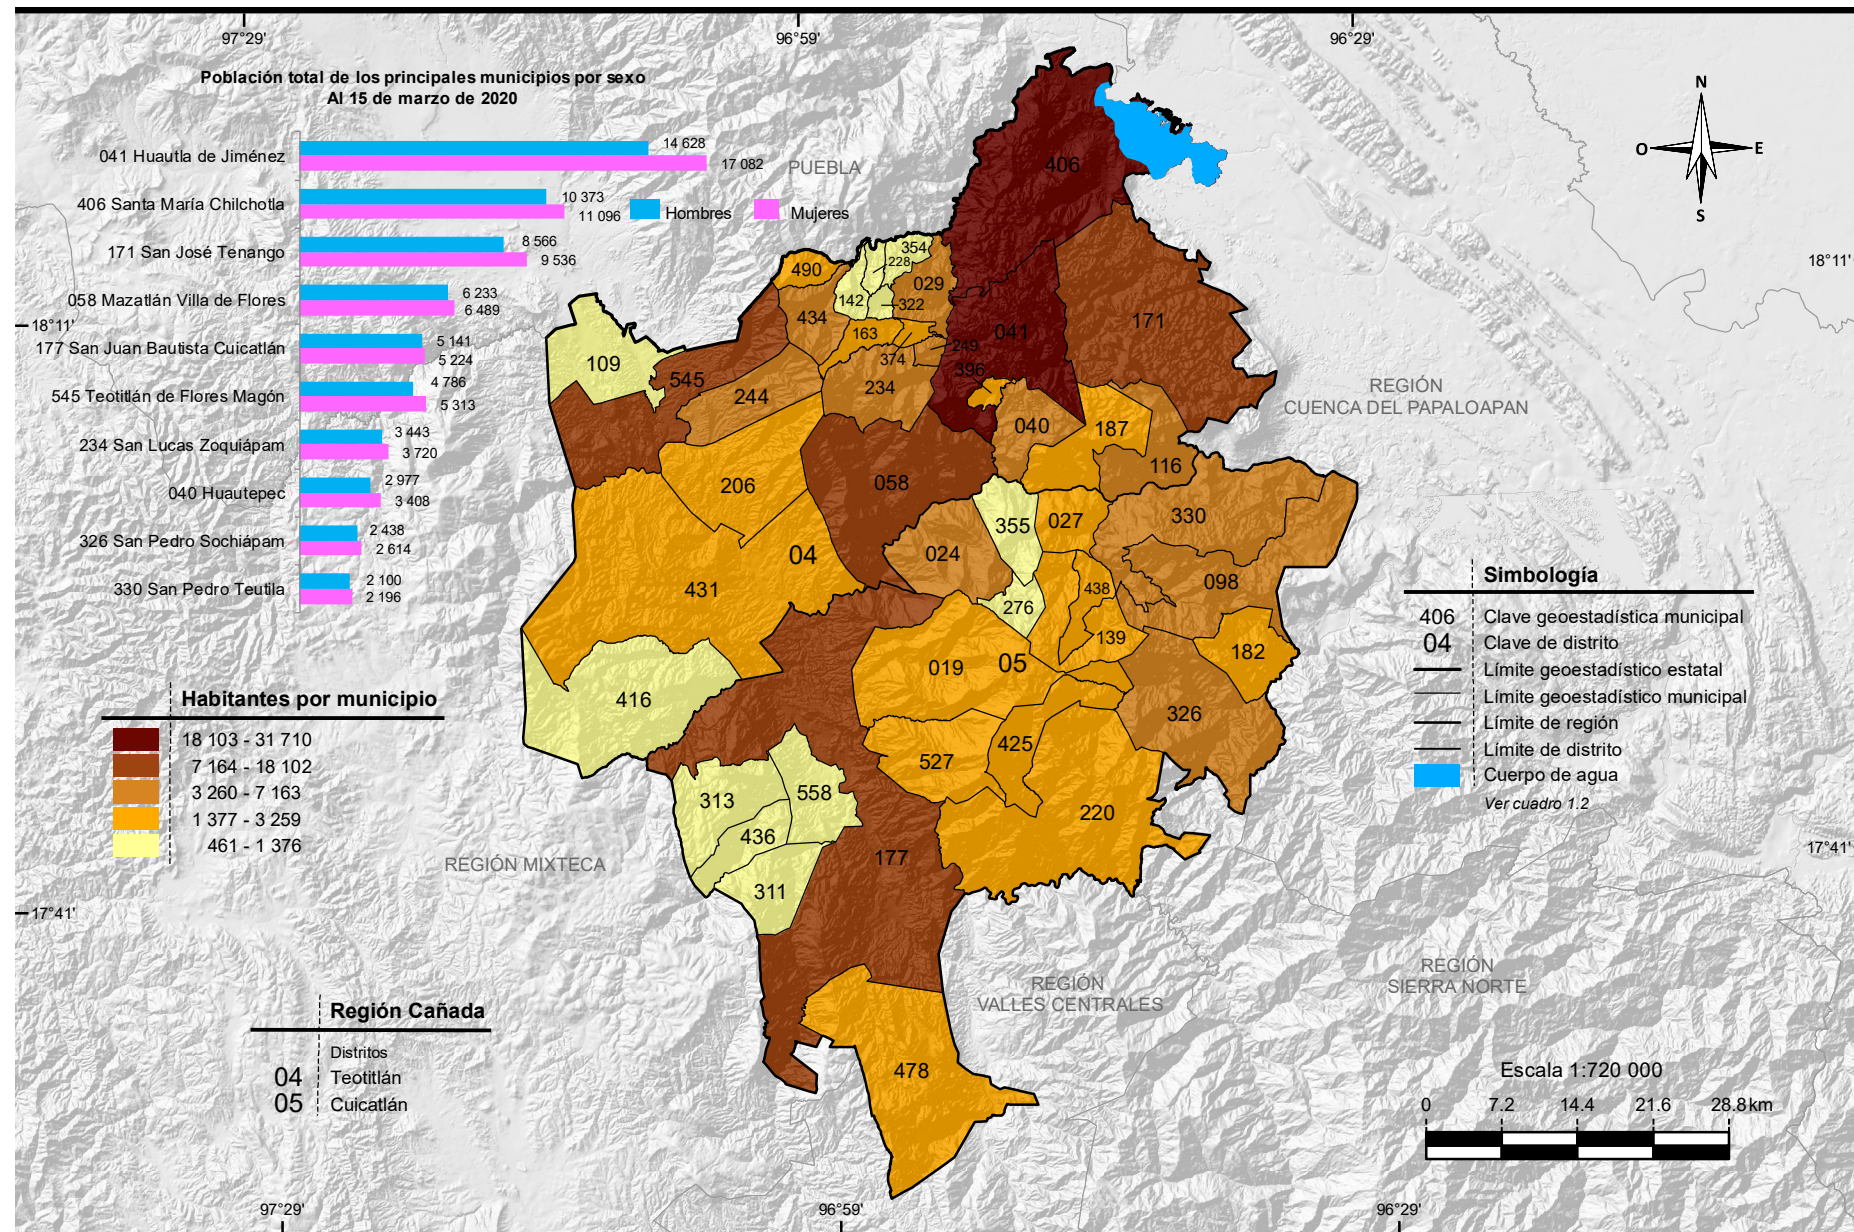 97°29'
96°59'
96°29'
Población total de los principales municipios por sexo
Al 15 de marzo de 2020
041 Huautla de Jiménez
14 628
17 082
406 Santa María Chilchotla
10 373
11 096
171 San José Tenango
8 566
9 536
058 Mazatlán Villa de Flores
6 233
6 489
177 San Juan Bautista Cuicatlán
5 141
5 224
545 Teotitlán de Flores Magón
4 786
5 313
234 San Lucas Zoquiápam
3 443
3 720
040 Huautepec
2 977
3 408
326 San Pedro Sochiápam
2 438
2 614
330 San Pedro Teutila
2 100
2 196
Hombres
Mujeres
PUEBLA
N
O
E
S
18°11'
18°11'
406
354
228
490
029
142
322
434
163
041
171
249
374
396
109
545
244
234
040
187
116
206
058
330
355
027
024
04
431
098
438
276
139
182
019
05
416
326
425
527
313
558
220
436
177
311
478
REGIÓN
CUENCA DEL PAPALOAPAN
REGIÓN MIXTECA
REGIÓN
VALLES CENTRALES
REGIÓN
SIERRA NORTE
Simbología
406 Clave geoestadística municipal
04 Clave de distrito
Límite geoestadístico estatal
Límite geoestadístico municipal
Límite de región
Límite de distrito
Cuerpo de agua
Ver cuadro 1.2
Habitantes por municipio
18 103 - 31 710
7 164 - 18 102
3 260 - 7 163
1 377 - 3 259
461 - 1 376
17°41'
17°41'
Región Cañada
Distritos
04 Teotitlán
05 Cuicatlán
Escala 1:720 000
0 7.2 14.4 21.6 28.8 km
97°29'
96°59'
96°29'